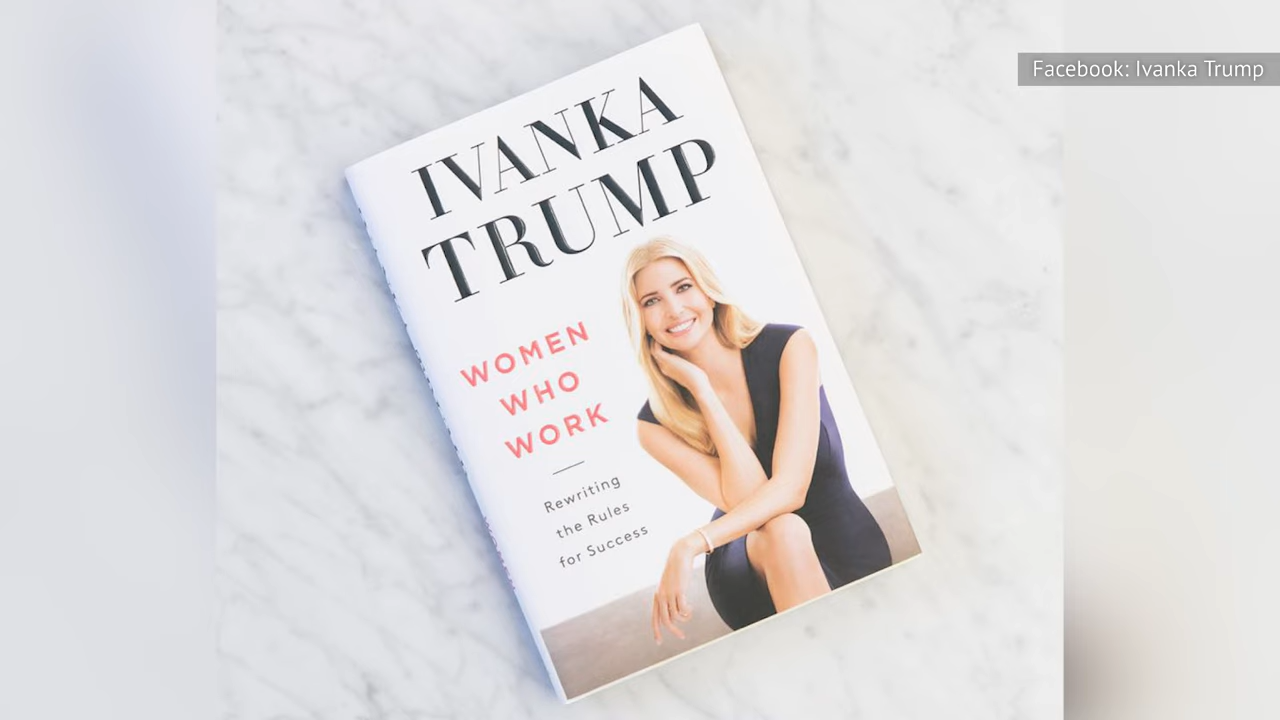 Facebook: Ivanka Trump
IVANKA
TRUMP
WOMEN
WHO
WORK
Rewriting
the Rules
for Success